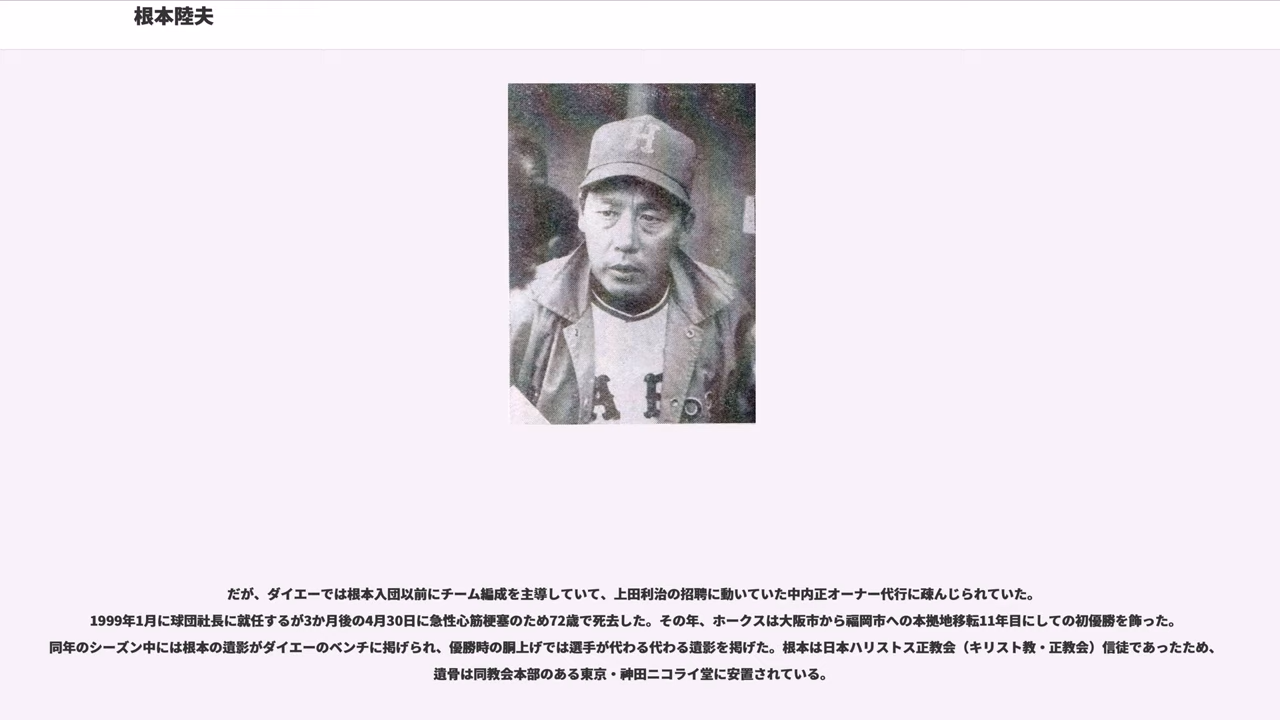 根本陸夫
H
だが、ダイエーでは根本入団以前にチーム編成を主導していて、上田利治の招聘に動いていた中内正オーナー代行に疎んじられていた。
1999年1月に球団社長に就任するが3か月後の4月30日に急性心筋梗塞のため72歳で死去した。その年、ホークスは大阪市から福岡市への本拠地移転11年目にしての初優勝を飾った。
同年のシーズン中には根本の遺影がダイエーのベンチに掲げられ、優勝時の胴上げでは選手が代わる代わる遺影を掲げた。根本は日本ハリストス正教会（キリスト教・正教会）信徒であったため、
遺骨は同教会本部のある東京・神田ニコライ堂に安置されている。